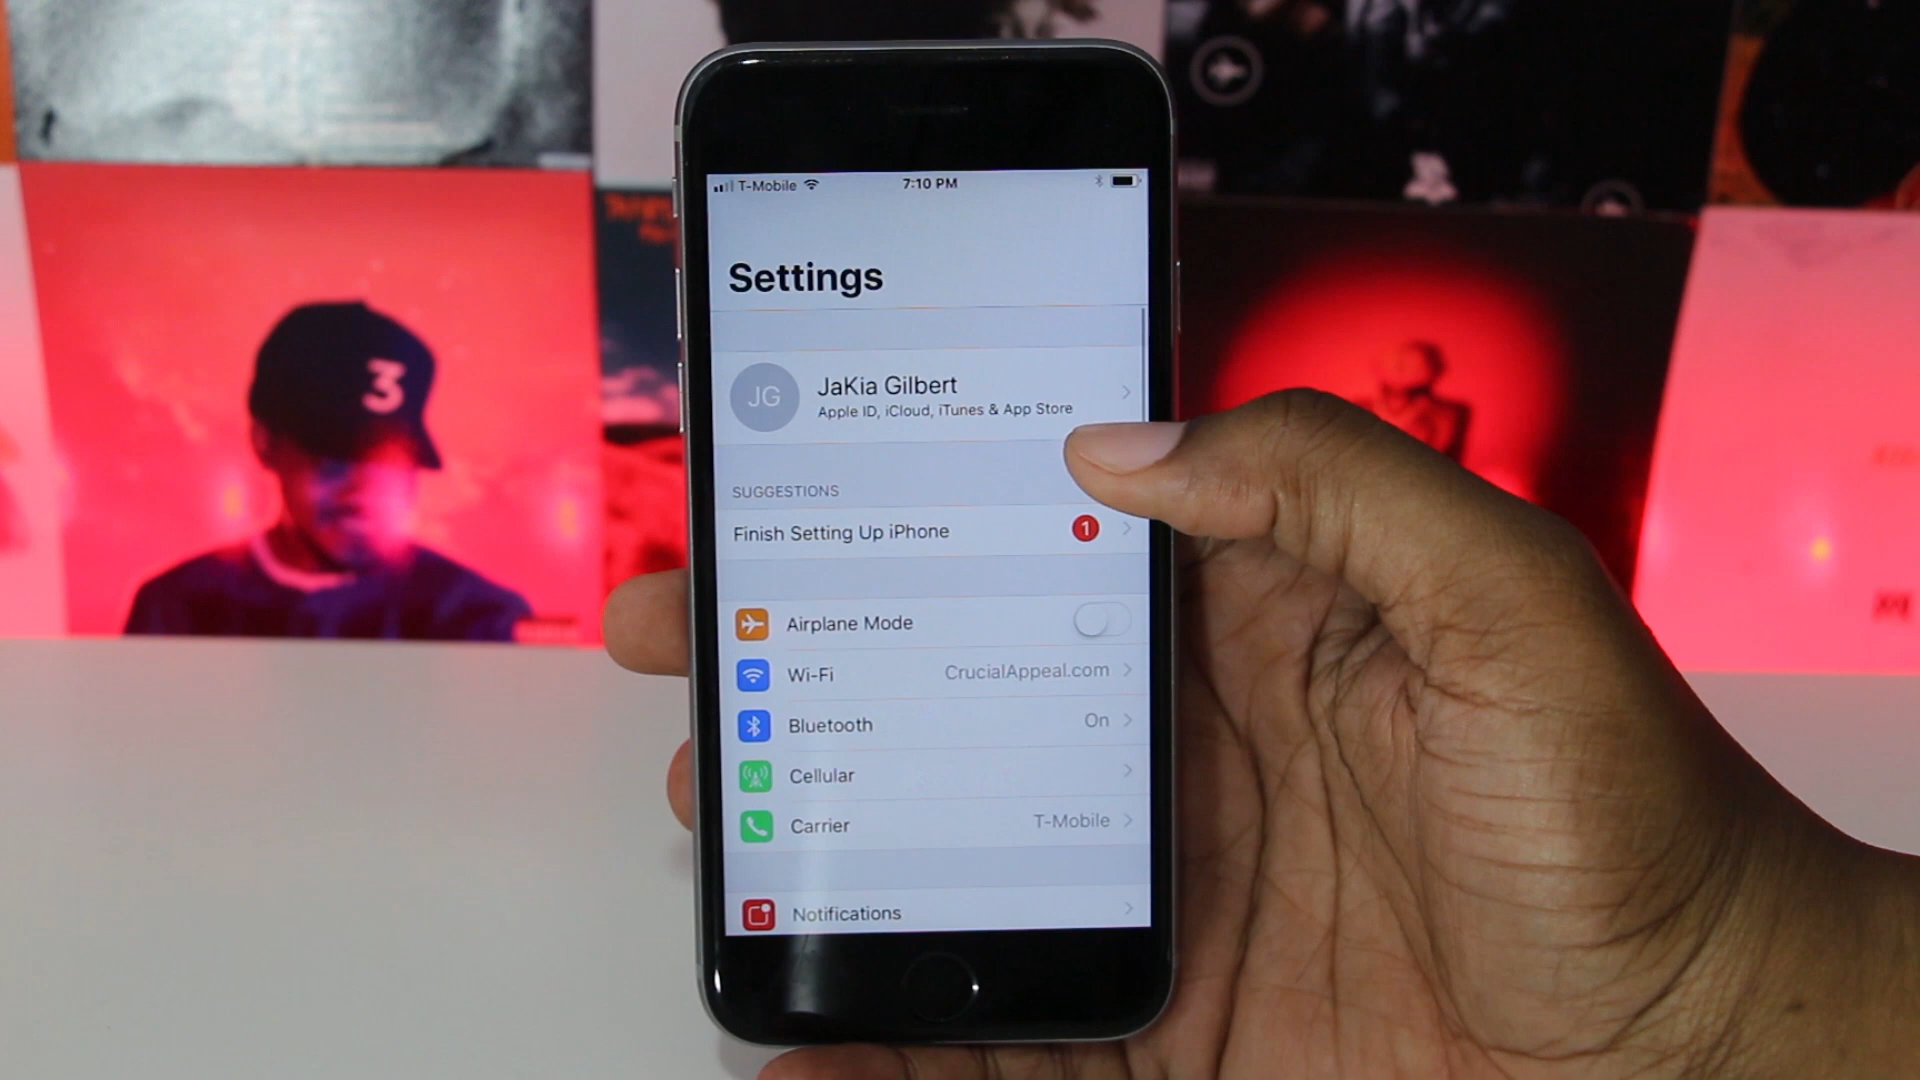 T-Mobile
7:10 PM
Settings
JG
JaKia Gilbert
Apple ID, iCloud, iTunes & App Store
SUGGESTIONS
Finish Setting Up iPhone
1
Airplane Mode
Wi-Fi
CrucialAppeal.com
Bluetooth
On
Cellular
Carrier
T-Mobile
Notifications
3